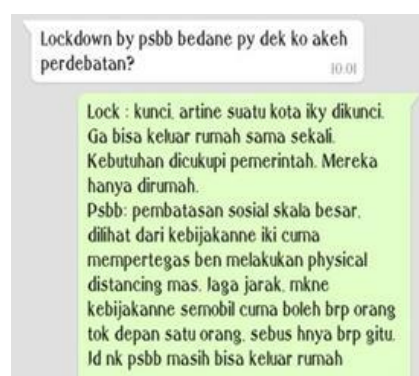 Lockdown by psbb bedane py dek ko akeh
perdebatan?
10.01
Lock : kunci. artine suatu kota iky dikunci.
Ga bisa keluar rumah sama sekali.
Kebutuhan dicukupi pemerintah. Mereka
hanya dirumah.
Psbb: pembatasan sosial skala besar,
dilihat dari kebijakanne iki cuma
mempertegas ben melakukan physical
distancing mas. Jaga jarak, mkne
kebijakanne semobil cuma boleh brp orang
tok depan satu orang, sebus hnya brp gitu.
Jd nk psbb masih bisa keluar rumah